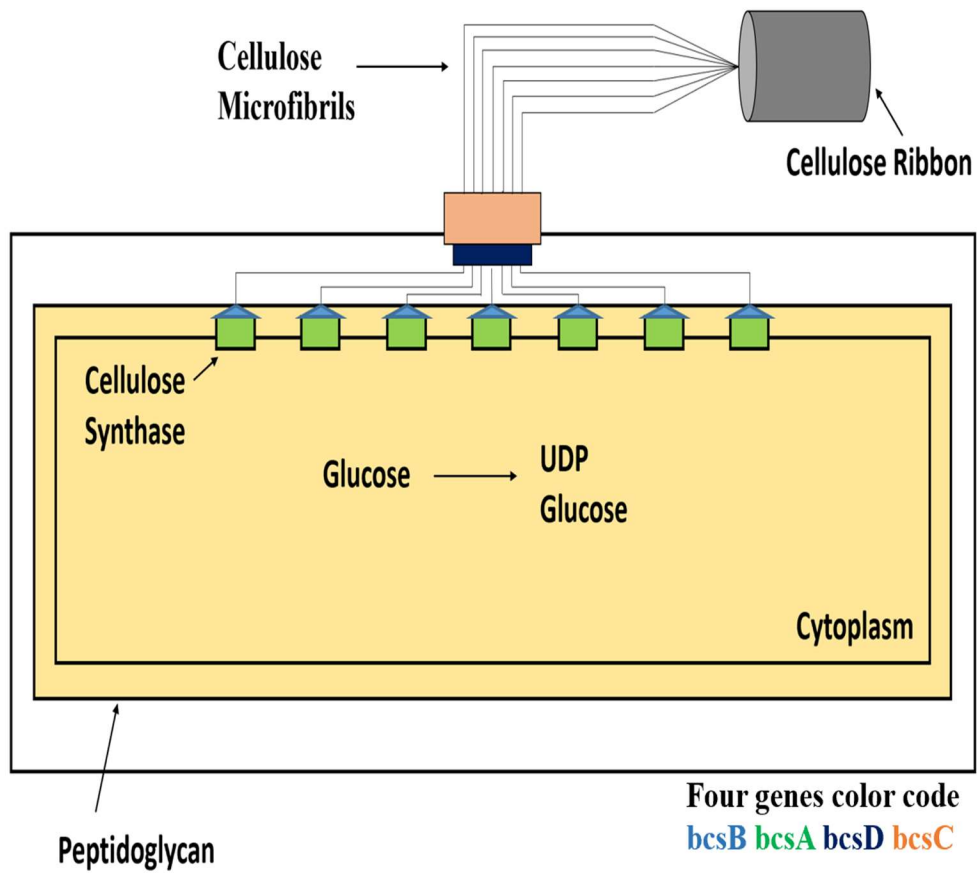 Cellulose
Microfibrils
Cellulose Ribbon
Cellulose
Synthase
Glucose
UDP
Glucose
Cytoplasm
Peptidoglycan
Four genes color code
bcsB bcsA bcsD bcsC